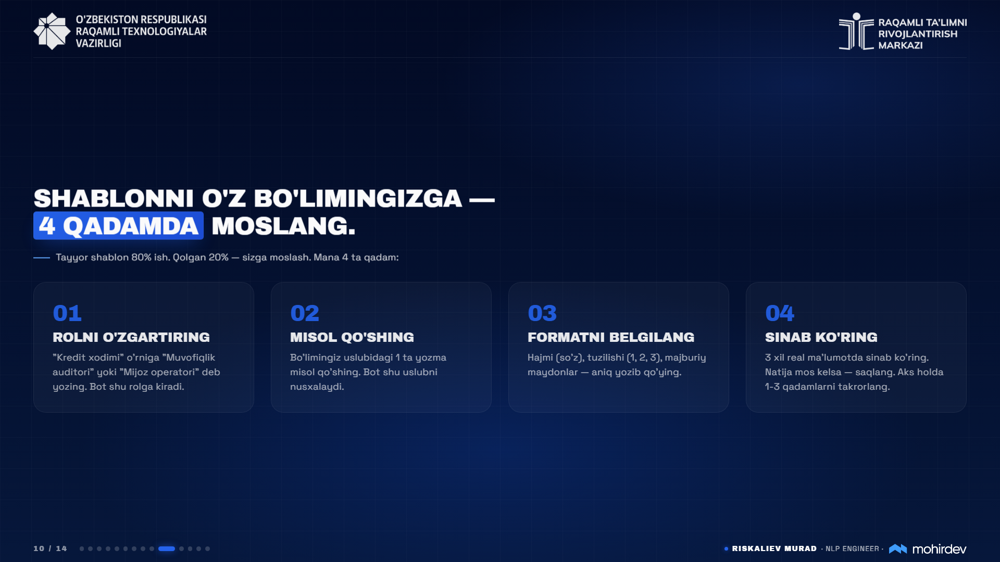 O'ZBEKISTON RESPUBLIKASI
RAQAMLI TEXNOLOGIYALAR
VAZIRLIGI
RAQAMLI TA’LIMNI
RIVOJLANTIRISH
MARKAZI
SHABLONNI O'Z BO'LIMINGIZGA —
4 QADAMDA MOSLANG.
Tayyor shablon 80% ish. Qolgan 20% — sizga moslash. Mana 4 ta qadam:
01
ROLNI O'ZGARTIRING
”Kredit xodimi” o’rniga ”Muvofiqlik
auditori” yoki ”Mijoz operatori” deb
yozing. Bot shu rolga kiradi.
02
MISOL QO'SHING
Bo’limingiz uslubidagi 1 ta yozma
misol qo’shing. Bot shu uslubni
nusxalaydi.
03
FORMATNI BELGILANG
Hajmi (so’z), tuzilishi (1, 2, 3), majburiy
maydonlar — aniq yozib qo’ying.
04
SINAB KO'RING
3 xil real ma’lumotda sinab ko’ring.
Natija mos kelsa — saqlang. Aks holda
1-3 qadamlarni takrorlang.
10 / 14
RISKALIEV MURAD · NLP ENGINEER ·
mohirdev